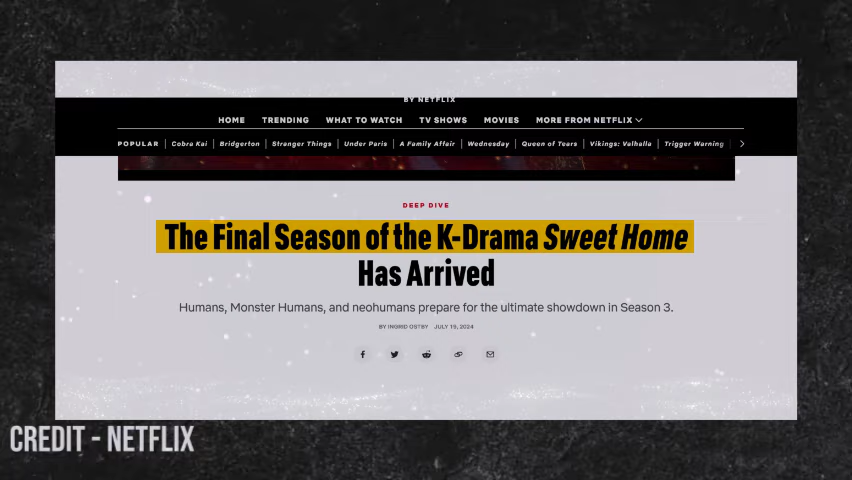 BY NETFLIX
HOME TRENDING WHAT TO WATCH TV SHOWS MOVIES MORE FROM NETFLIX
POPULAR | Cobra Kai | Bridgerton | Stranger Things | Under Paris | A Family Affair | Wednesday | Queen of Tears | Vikings: Valhalla | Trigger Warning
DEEP DIVE
The Final Season of the K-Drama Sweet Home
Has Arrived
Humans, Monster Humans, and neohumans prepare for the ultimate showdown in Season 3.
BY INGRID OSTBY JULY 19, 2024
CREDIT - NETFLIX